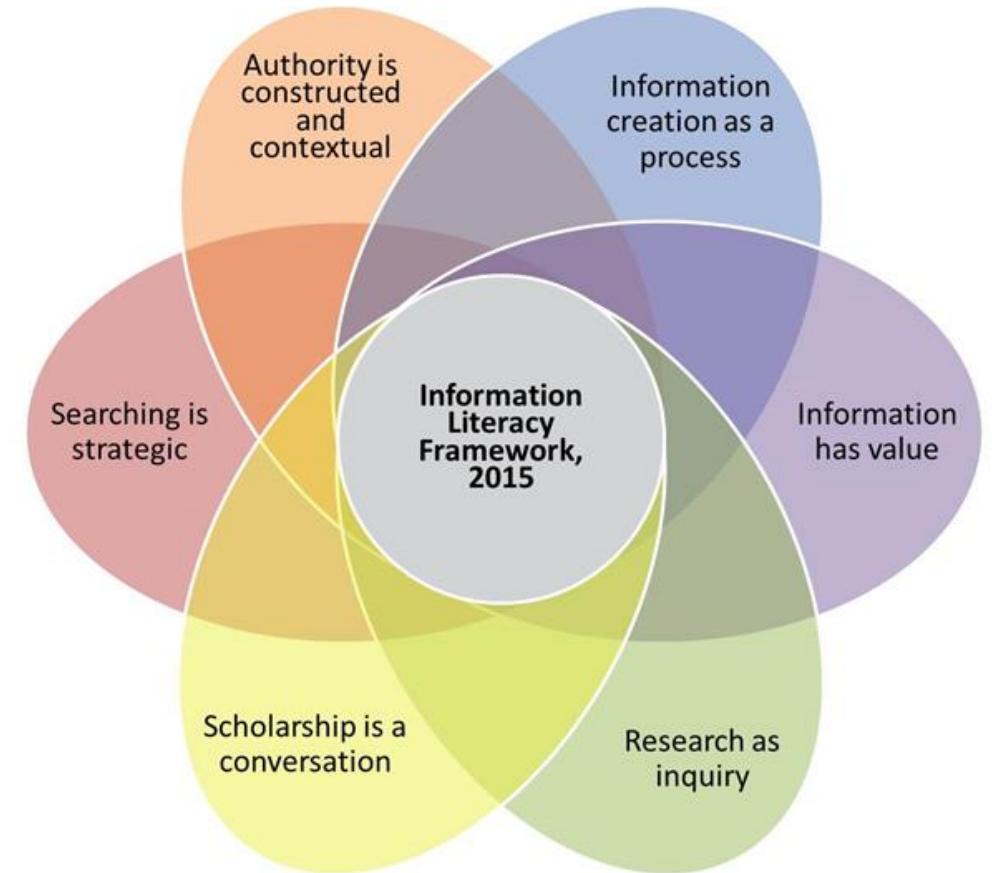 Authority is
constructed
and
contextual
Information
creation as a
process
Searching is
strategic
Information
Literacy
Framework,
2015
Information
has value
Scholarship is a
conversation
Research as
inquiry